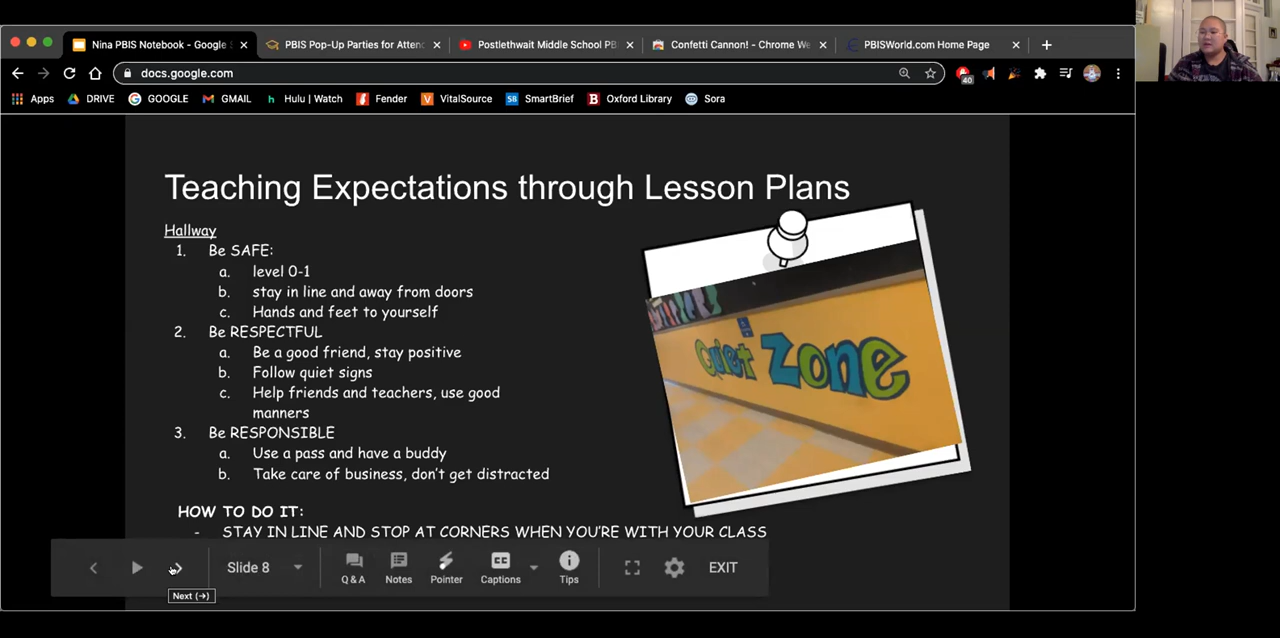 Nina PBIS Notebook - Google S
PBIS Pop-Up Parties for Attend
Postlethwait Middle School PBI
Confetti Cannon! - Chrome We
PBISWorld.com Home Page
docs.google.com
40
Apps
DRIVE
GOOGLE
GMAIL
h Hulu | Watch
Fender
V VitalSource
SB SmartBrief
B Oxford Library
Sora
Teaching Expectations through Lesson Plans
Hallway
1. Be SAFE:
a. level 0-1
b. stay in line and away from doors
c. Hands and feet to yourself
2. Be RESPECTFUL
a. Be a good friend, stay positive
b. Follow quiet signs
c. Help friends and teachers, use good
manners
3. Be RESPONSIBLE
a. Use a pass and have a buddy
b. Take care of business, don't get distracted
Quiet Zone
HOW TO DO IT:
- STAY IN LINE AND STOP AT CORNERS WHEN YOU'RE WITH YOUR CLASS
Slide 8
Q & A
Notes
Pointer
CC
Captions
Tips
EXIT
Next (→)